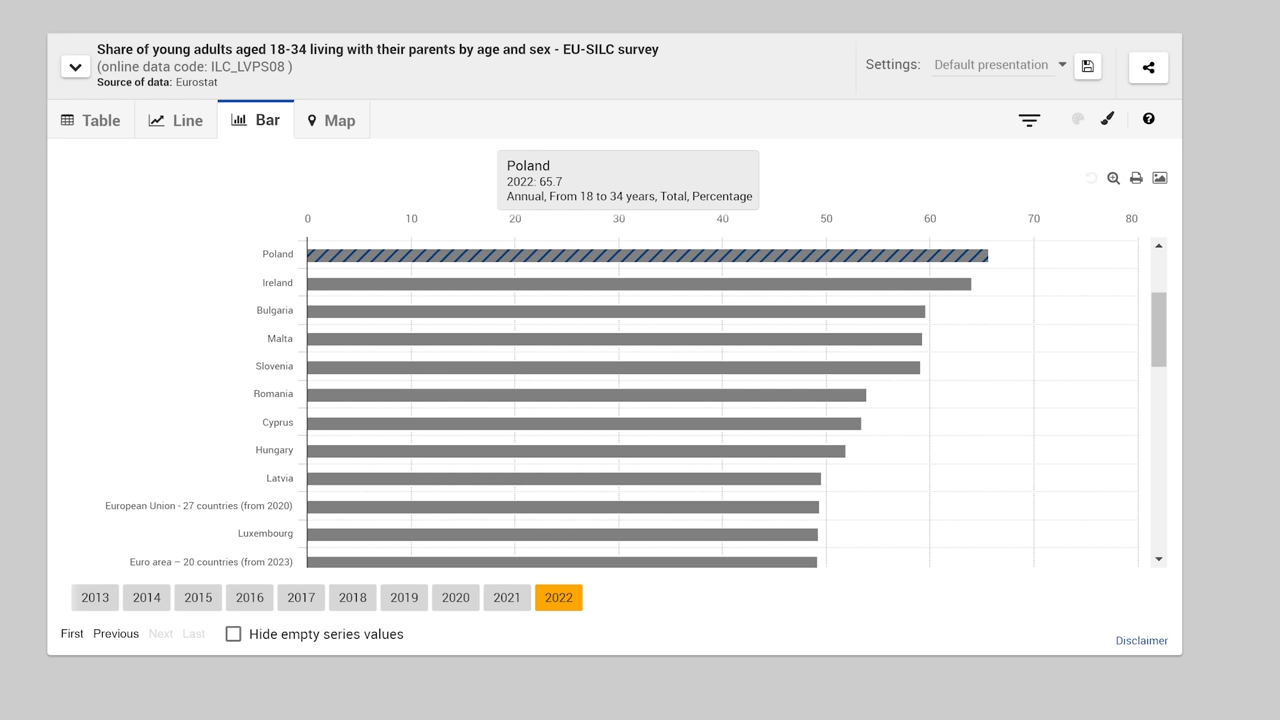 Share of young adults aged 18-34 living with their parents by age and sex - EU-SILC survey
(online data code: ILC_LVPS08 )
Source of data: Eurostat
Settings: Default presentation
Table Line Bar Map
Poland
2022: 65.7
Annual, From 18 to 34 years, Total, Percentage
0 10 20 30 40 50 60 70 80
Poland
Ireland
Bulgaria
Malta
Slovenia
Romania
Cyprus
Hungary
Latvia
European Union - 27 countries (from 2020)
Luxembourg
Euro area – 20 countries (from 2023)
2013 2014 2015 2016 2017 2018 2019 2020 2021 2022
First Previous Next Last Hide empty series values
Disclaimer